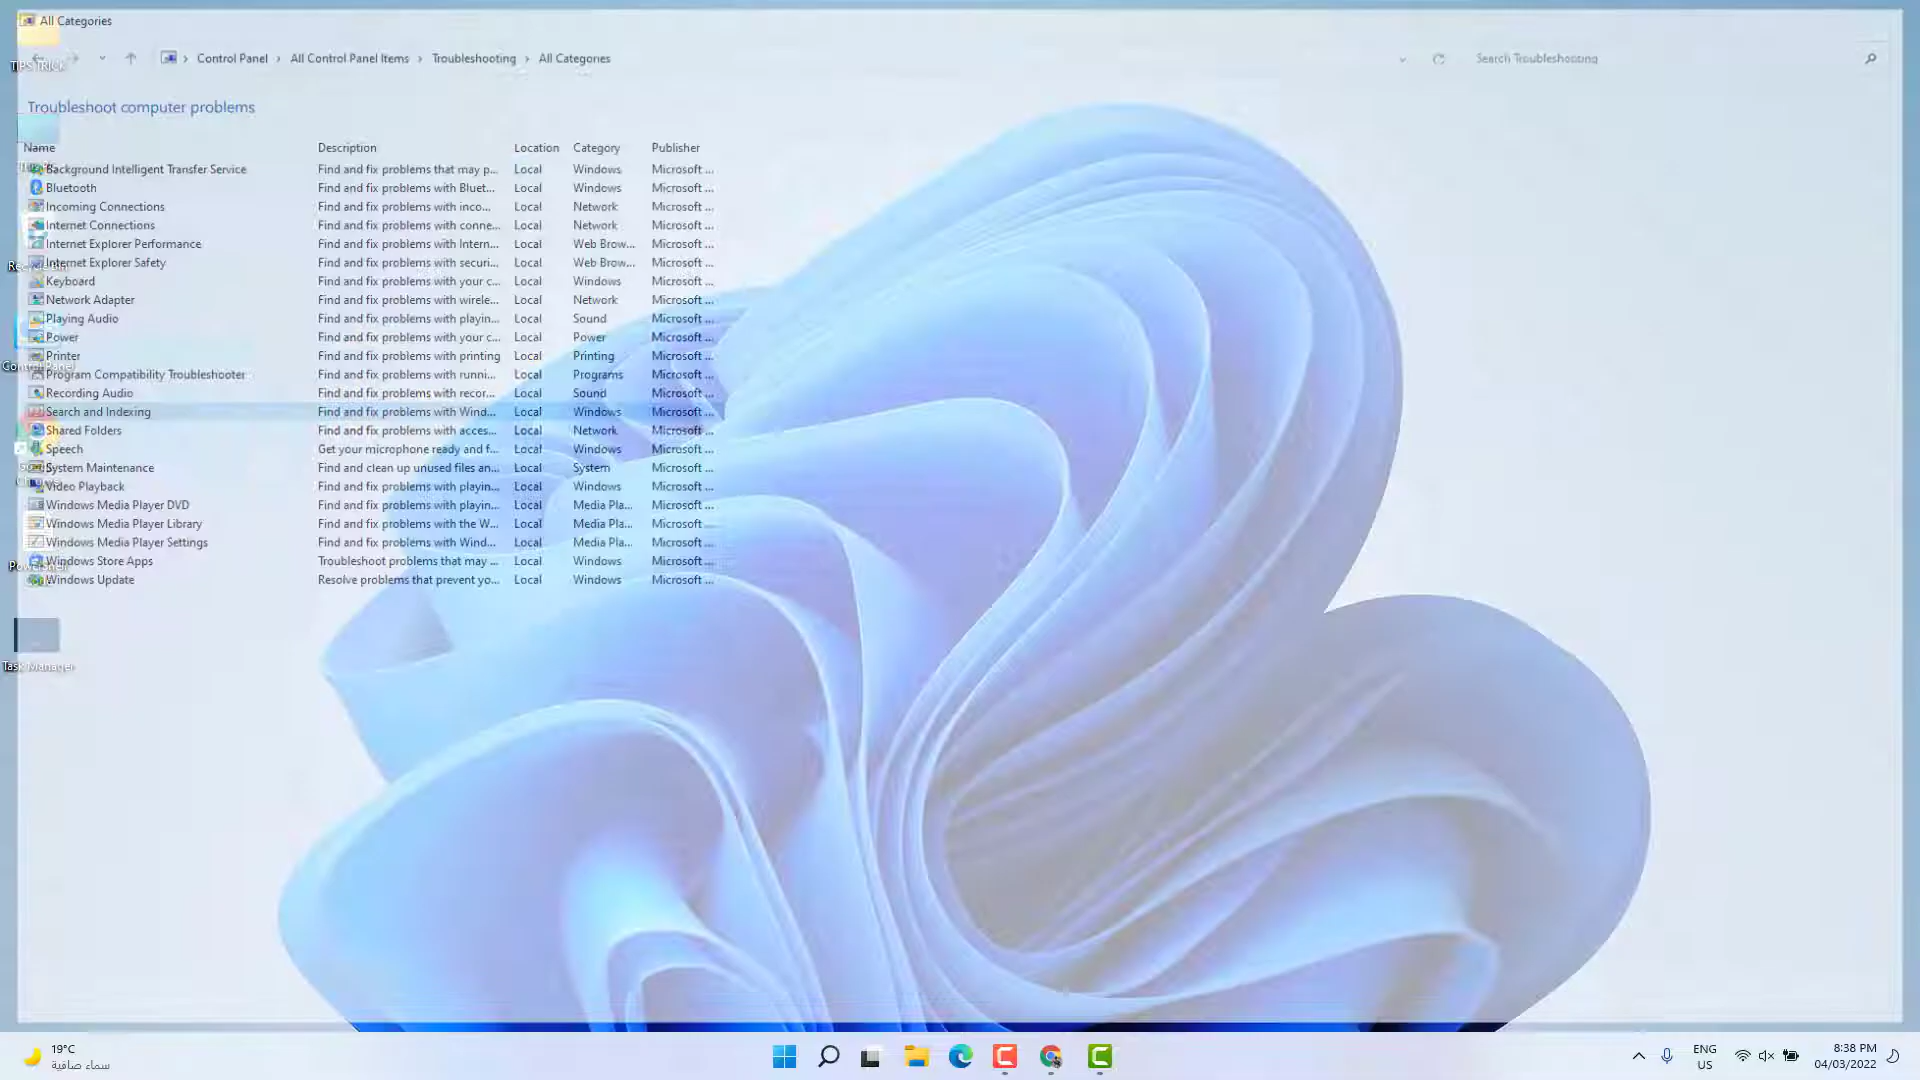 All Categories
Control Panel › All Control Panel Items › Troubleshooting › All Categories
Search Troubleshooting
Troubleshoot computer problems
Name Description Location Category Publisher
Background Intelligent Transfer Service Find and fix problems that may p... Local Windows Microsoft ...
Bluetooth Find and fix problems with Bluet... Local Windows Microsoft ...
Incoming Connections Find and fix problems with inco... Local Network Microsoft ...
Internet Connections Find and fix problems with conne... Local Network Microsoft ...
Internet Explorer Performance Find and fix problems with Intern... Local Web Brow... Microsoft ...
Internet Explorer Safety Find and fix problems with securi... Local Web Brow... Microsoft ...
Keyboard Find and fix problems with your c... Local Windows Microsoft ...
Network Adapter Find and fix problems with wirele... Local Network Microsoft ...
Playing Audio Find and fix problems with playin... Local Sound Microsoft ...
Power Find and fix problems with your c... Local Power Microsoft ...
Printer Find and fix problems with printing Local Printing Microsoft ...
Program Compatibility Troubleshooter Find and fix problems with runni... Local Programs Microsoft ...
Recording Audio Find and fix problems with recor... Local Sound Microsoft ...
Search and Indexing Find and fix problems with Wind... Local Windows Microsoft ...
Shared Folders Find and fix problems with acces... Local Network Microsoft ...
Speech Get your microphone ready and f... Local Windows Microsoft ...
System Maintenance Find and clean up unused files an... Local System Microsoft ...
Video Playback Find and fix problems with playin... Local Windows Microsoft ...
Windows Media Player DVD Find and fix problems with playin... Local Media Pla... Microsoft ...
Windows Media Player Library Find and fix problems with the W... Local Media Pla... Microsoft ...
Windows Media Player Settings Find and fix problems with Wind... Local Media Pla... Microsoft ...
Windows Store Apps Troubleshoot problems that may ... Local Windows Microsoft ...
Windows Update Resolve problems that prevent yo... Local Windows Microsoft ...
TIPS TRICK
Control Panel
Task Manager
19°C
سماء صافية
ENG
US
8:38 PM
04/03/2022